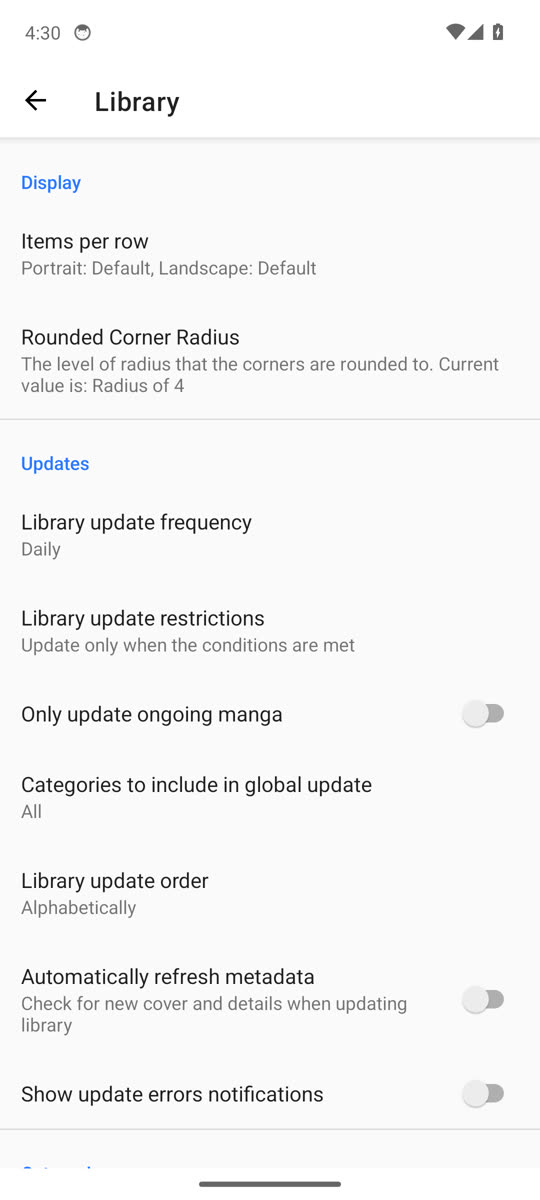 4:30
Library
Display
Items per row
Portrait: Default, Landscape: Default
Rounded Corner Radius
The level of radius that the corners are rounded to. Current
value is: Radius of 4
Updates
Library update frequency
Daily
Library update restrictions
Update only when the conditions are met
Only update ongoing manga
Categories to include in global update
All
Library update order
Alphabetically
Automatically refresh metadata
Check for new cover and details when updating
library
Show update errors notifications